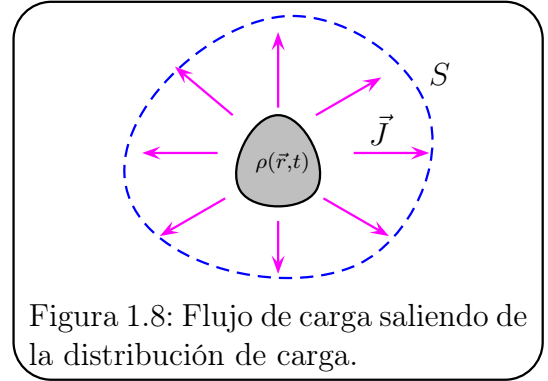 S
J⃗
ρ(r⃗,t)
Figura 1.8: Flujo de carga saliendo de
la distribución de carga.